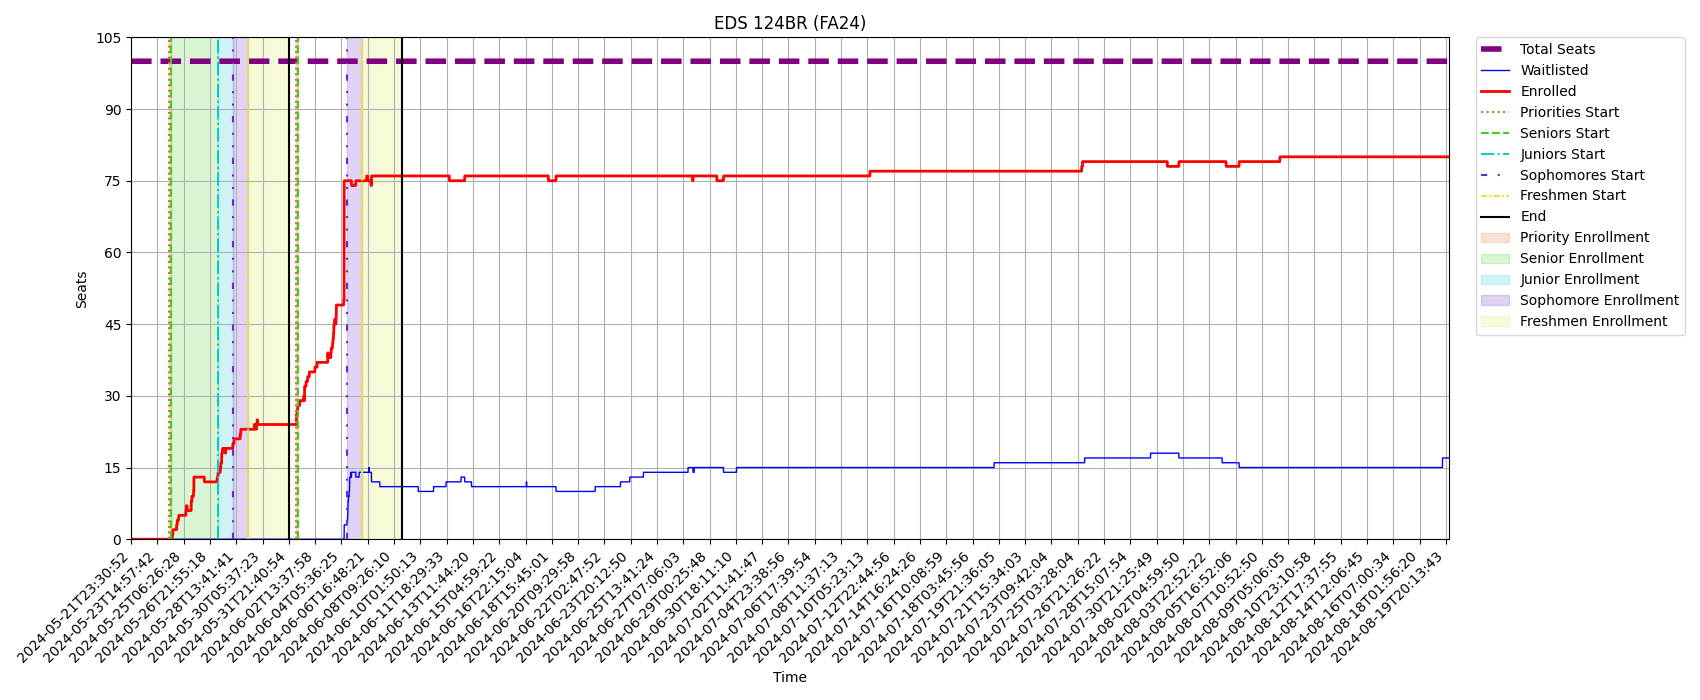 EDS 124BR (FA24)
105
90
75
60
45
30
15
0
Seats
2024-05-21T23:30:52
2024-05-23T14:57:42
2024-05-25T06:26:28
2024-05-26T21:55:18
2024-05-28T13:41:41
2024-05-30T05:37:23
2024-05-31T21:40:54
2024-06-02T13:37:58
2024-06-04T05:36:25
2024-06-06T16:48:21
2024-06-08T09:26:10
2024-06-10T01:50:13
2024-06-11T18:29:33
2024-06-13T11:44:20
2024-06-15T04:59:22
2024-06-16T22:15:04
2024-06-18T15:45:01
2024-06-20T09:29:58
2024-06-22T02:47:52
2024-06-23T20:12:50
2024-06-25T13:41:24
2024-06-27T07:06:03
2024-06-29T00:25:48
2024-06-30T18:11:10
2024-07-02T11:41:47
2024-07-04T23:38:56
2024-07-06T17:39:54
2024-07-08T11:37:13
2024-07-10T05:23:13
2024-07-12T22:44:56
2024-07-14T16:24:26
2024-07-16T10:08:59
2024-07-18T03:45:56
2024-07-19T21:36:05
2024-07-21T15:34:03
2024-07-23T09:42:04
2024-07-25T03:28:04
2024-07-26T21:26:22
2024-07-28T15:07:54
2024-07-30T21:25:49
2024-08-02T04:59:50
2024-08-03T23:52:22
2024-08-05T16:52:06
2024-08-07T10:52:50
2024-08-09T05:06:05
2024-08-10T23:10:58
2024-08-12T17:37:55
2024-08-14T12:06:45
2024-08-16T07:00:34
2024-08-18T01:56:20
2024-08-19T20:13:43
Time
Total Seats
Waitlisted
Enrolled
Priorities Start
Seniors Start
Juniors Start
Sophomores Start
Freshmen Start
End
Priority Enrollment
Senior Enrollment
Junior Enrollment
Sophomore Enrollment
Freshmen Enrollment